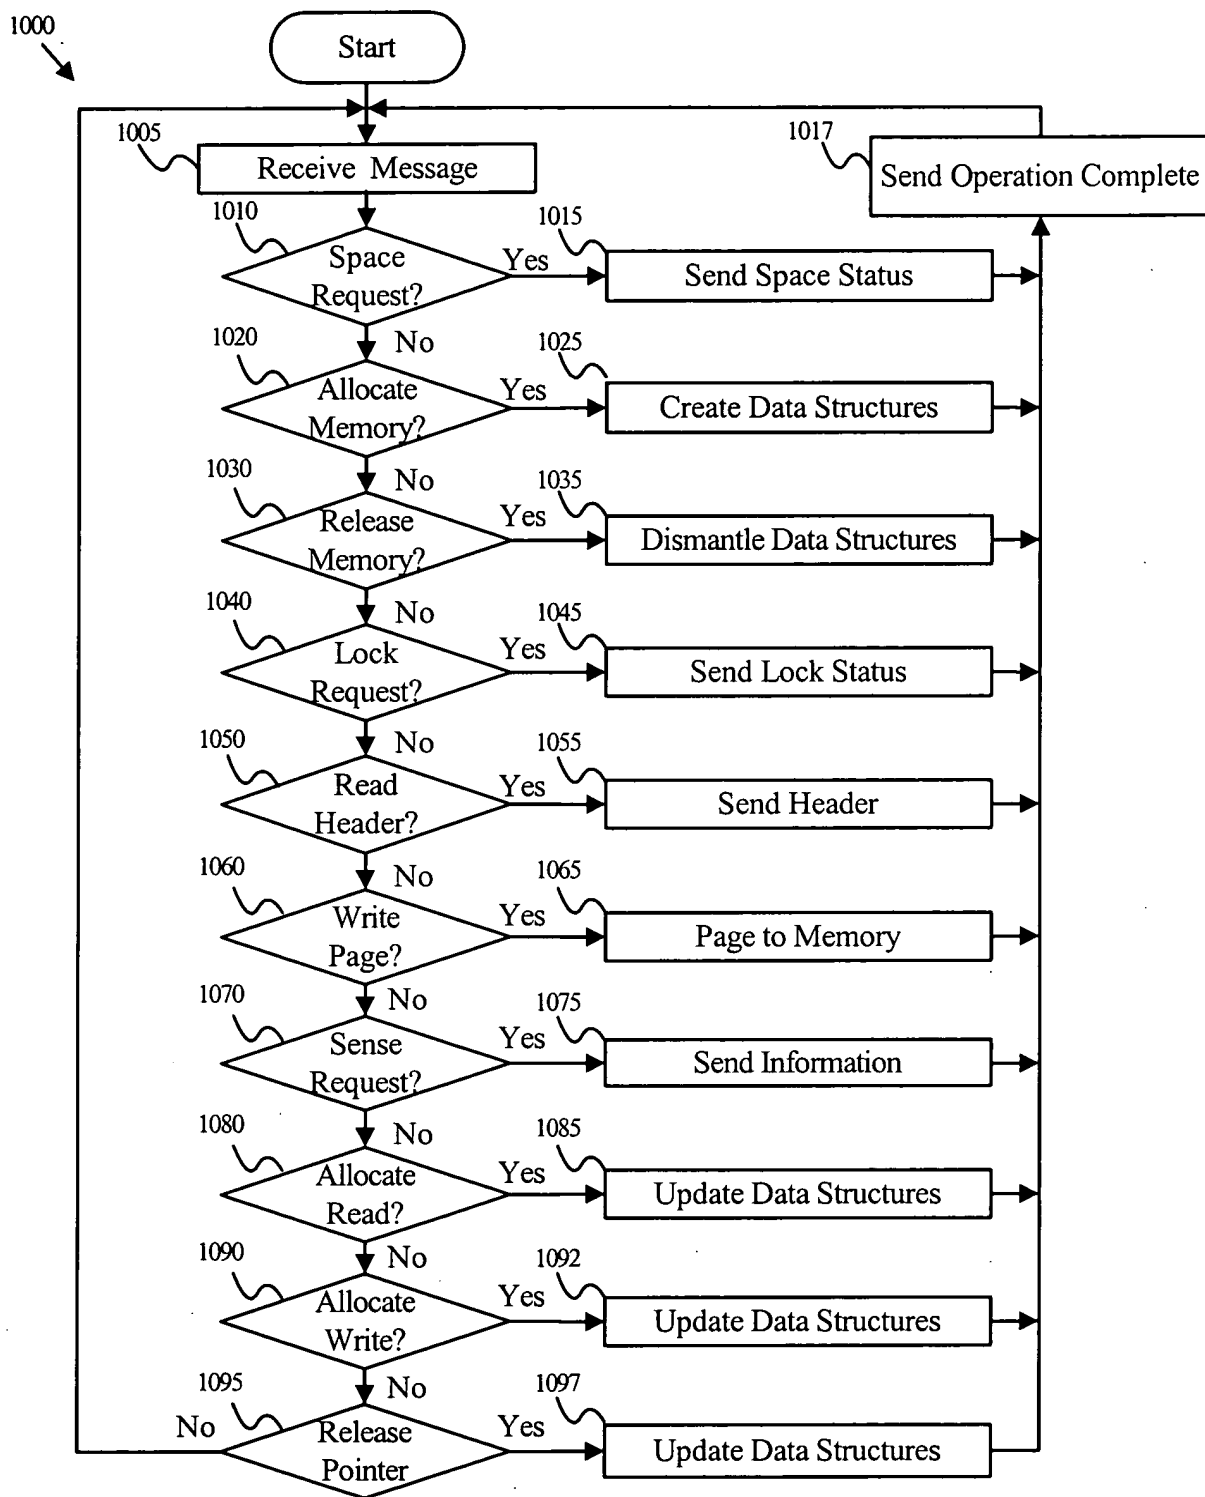 1000
Start
1005
Receive Message
1017
Send Operation Complete
1010
Space
Request?
Yes
1015
Send Space Status
No
1020
Allocate
Memory?
Yes
1025
Create Data Structures
No
1030
Release
Memory?
Yes
1035
Dismantle Data Structures
No
1040
Lock
Request?
Yes
1045
Send Lock Status
No
1050
Read
Header?
Yes
1055
Send Header
No
1060
Write
Page?
Yes
1065
Page to Memory
No
1070
Sense
Request?
Yes
1075
Send Information
No
1080
Allocate
Read?
Yes
1085
Update Data Structures
No
1090
Allocate
Write?
Yes
1092
Update Data Structures
No
1095
No
Release
Pointer
Yes
1097
Update Data Structures